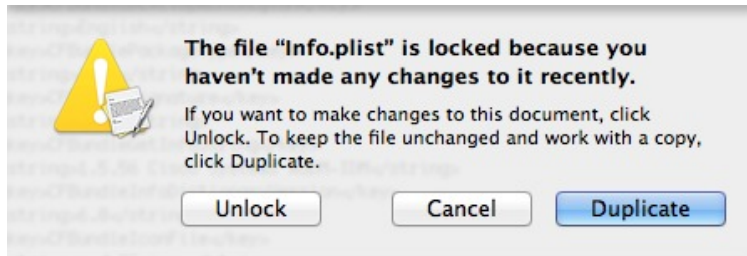 The file “Info.plist” is locked because you
haven’t made any changes to it recently.
If you want to make changes to this document, click
Unlock. To keep the file unchanged and work with a copy,
click Duplicate.
Unlock Cancel Duplicate